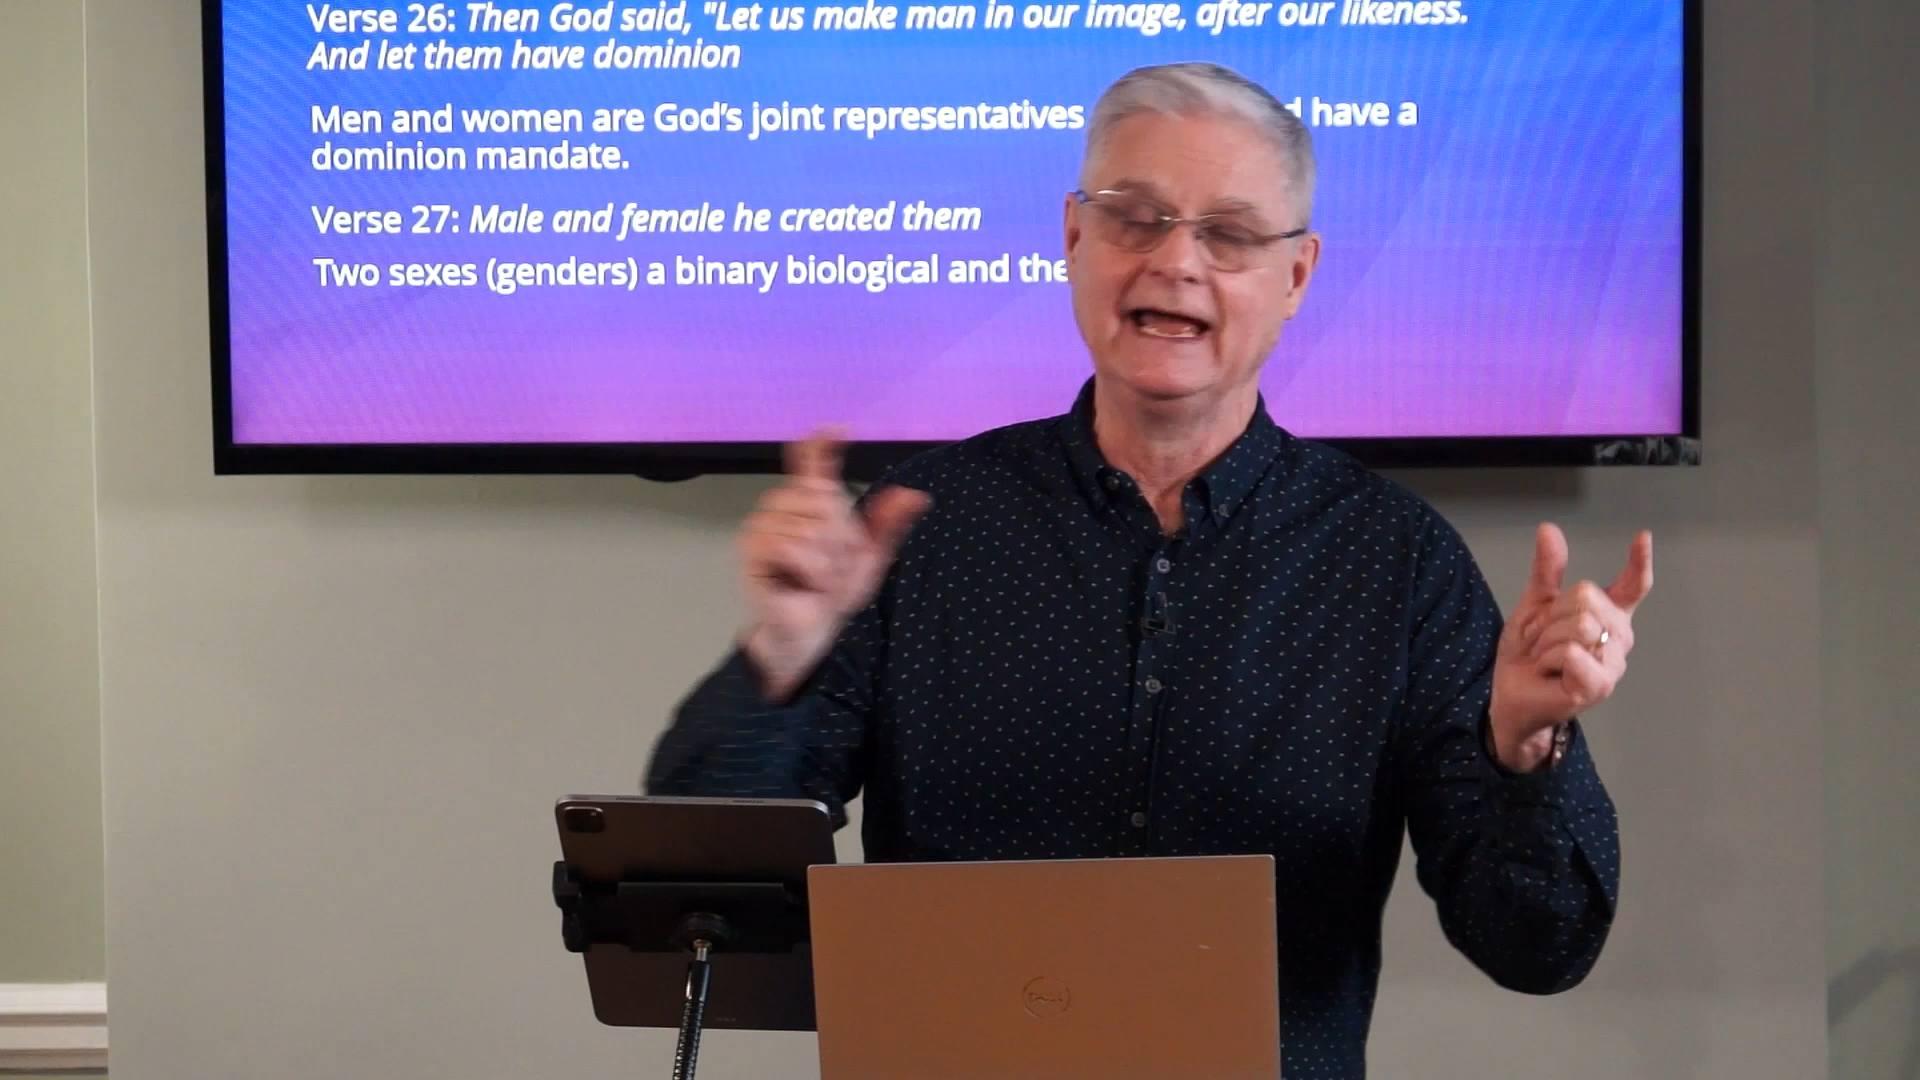 Verse 26: Then God said, "Let us make man in our image, after our likeness.
And let them have dominion
Men and women are God's joint representatives have a
dominion mandate.
Verse 27: Male and female he created them
Two sexes (genders) a binary biological and
DELL